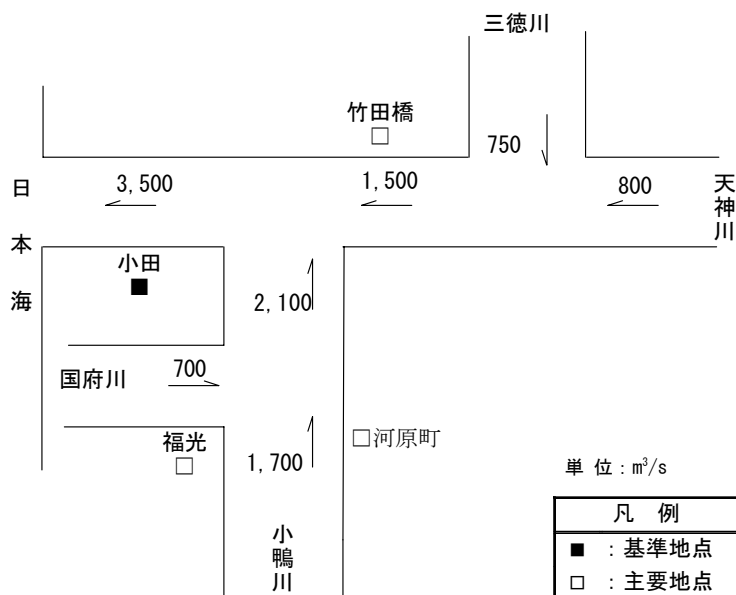 三徳川
竹田橋
□
750
日本海
3,500
1,500
800
天神川
小田
■
2,100
国府川
700
福光
□
□河原町
1,700
小鴨川
単位：m³/s
凡 例
■ ：基準地点
□ ：主要地点